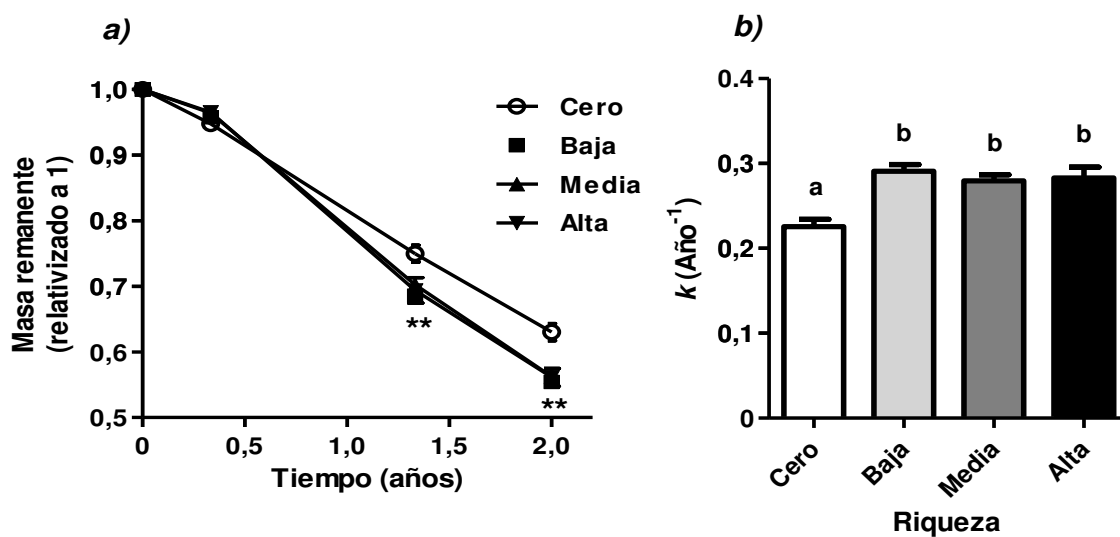 a)
Masa remanente
(relativizado a 1)
1,0
0,9
0,8
0,7
0,6
0,5
0
0,5
1,0
1,5
2,0
Tiempo (años)
Cero
Baja
Media
Alta
**
**
b)
k (Año-1)
0.4
0,3
0,2
0,1
0
a
b
b
b
Cero
Baja
Media
Alta
Riqueza